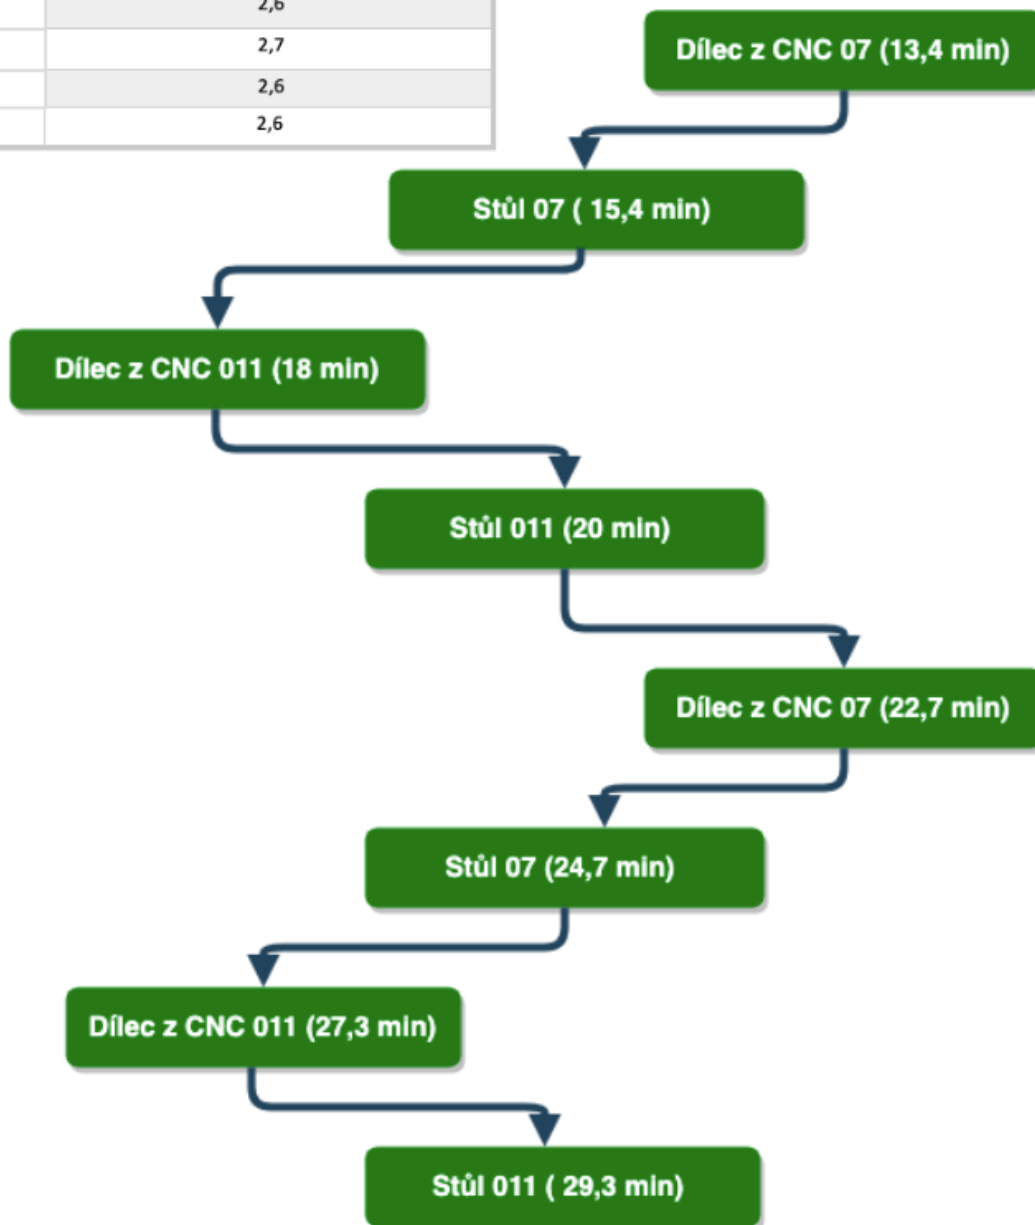 2,6
2,7
2,6
2,6
Dílec z CNC 07 (13,4 min)
Stůl 07 ( 15,4 min)
Dílec z CNC 011 (18 min)
Stůl 011 (20 min)
Dílec z CNC 07 (22,7 min)
Stůl 07 (24,7 min)
Dílec z CNC 011 (27,3 min)
Stůl 011 ( 29,3 min)